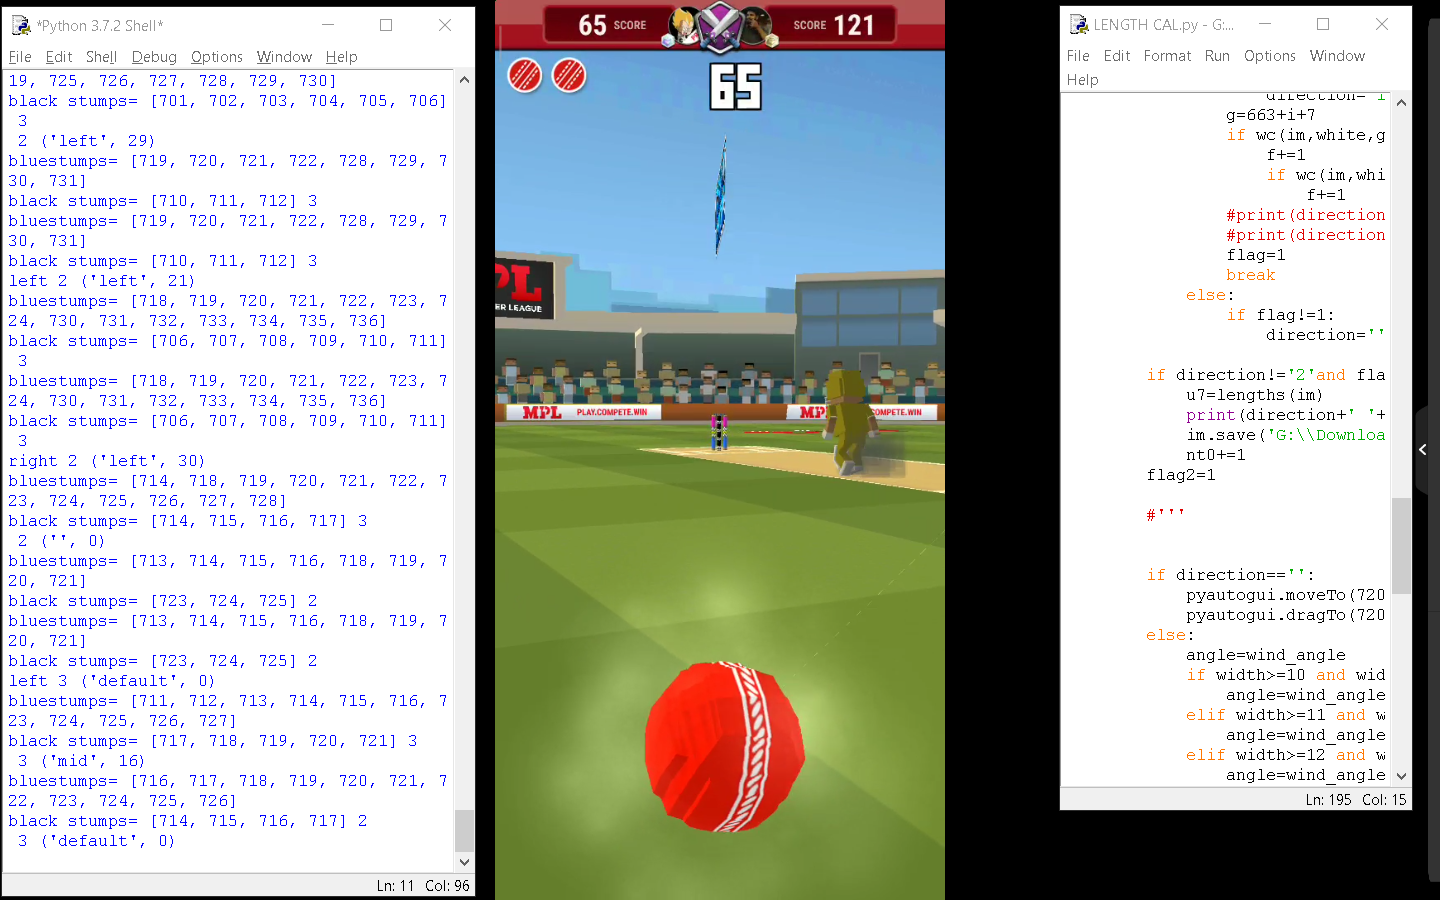 *Python 3.7.2 Shell*
File Edit Shell Debug Options Window Help
19, 725, 726, 727, 728, 729, 730]
black stumps= [701, 702, 703, 704, 705, 706]
3
2 ('left', 29)
bluestumps= [719, 720, 721, 722, 728, 729, 7
30, 731]
black stumps= [710, 711, 712] 3
bluestumps= [719, 720, 721, 722, 728, 729, 7
30, 731]
black stumps= [710, 711, 712] 3
left 2 ('left', 21)
bluestumps= [718, 719, 720, 721, 722, 723, 7
24, 730, 731, 732, 733, 734, 735, 736]
black stumps= [706, 707, 708, 709, 710, 711]
3
bluestumps= [718, 719, 720, 721, 722, 723, 7
24, 730, 731, 732, 733, 734, 735, 736]
black stumps= [706, 707, 708, 709, 710, 711]
3
right 2 ('left', 30)
bluestumps= [714, 718, 719, 720, 721, 722, 7
23, 724, 725, 726, 727, 728]
black stumps= [714, 715, 716, 717] 3
2 ('', 0)
bluestumps= [713, 714, 715, 716, 718, 719, 7
20, 721]
black stumps= [723, 724, 725] 2
bluestumps= [713, 714, 715, 716, 718, 719, 7
20, 721]
black stumps= [723, 724, 725] 2
left 3 ('default', 0)
bluestumps= [711, 712, 713, 714, 715, 716, 7
23, 724, 725, 726, 727]
black stumps= [717, 718, 719, 720, 721] 3
3 ('mid', 16)
bluestumps= [716, 717, 718, 719, 720, 721, 7
22, 723, 724, 725, 726]
black stumps= [714, 715, 716, 717] 2
3 ('default', 0)
Ln: 11 Col: 96
65 SCORE
SCORE 121
65
PL
ER LEAGUE
MPL PLAY.COMPETE.WIN
MP COMPETE.WIN
LENGTH CAL.py - G:...
File Edit Format Run Options Window
Help
direction='i
g=663+i+7
if wc(im,white,g
f+=1
if wc(im,whi
f+=1
#print(direction
#print(direction
flag=1
break
else:
if flag!=1:
direction=''
if direction!='2'and fla
u7=lengths(im)
print(direction+' '+
im.save('G:\\Downloa
nt0+=1
flag2=1
#'''
if direction=='':
pyautogui.moveTo(720
pyautogui.dragTo(720
else:
angle=wind_angle
if width>=10 and wid
angle=wind_angle
elif width>=11 and w
angle=wind_angle
elif width>=12 and w
angle=wind_angle
Ln: 195 Col: 15